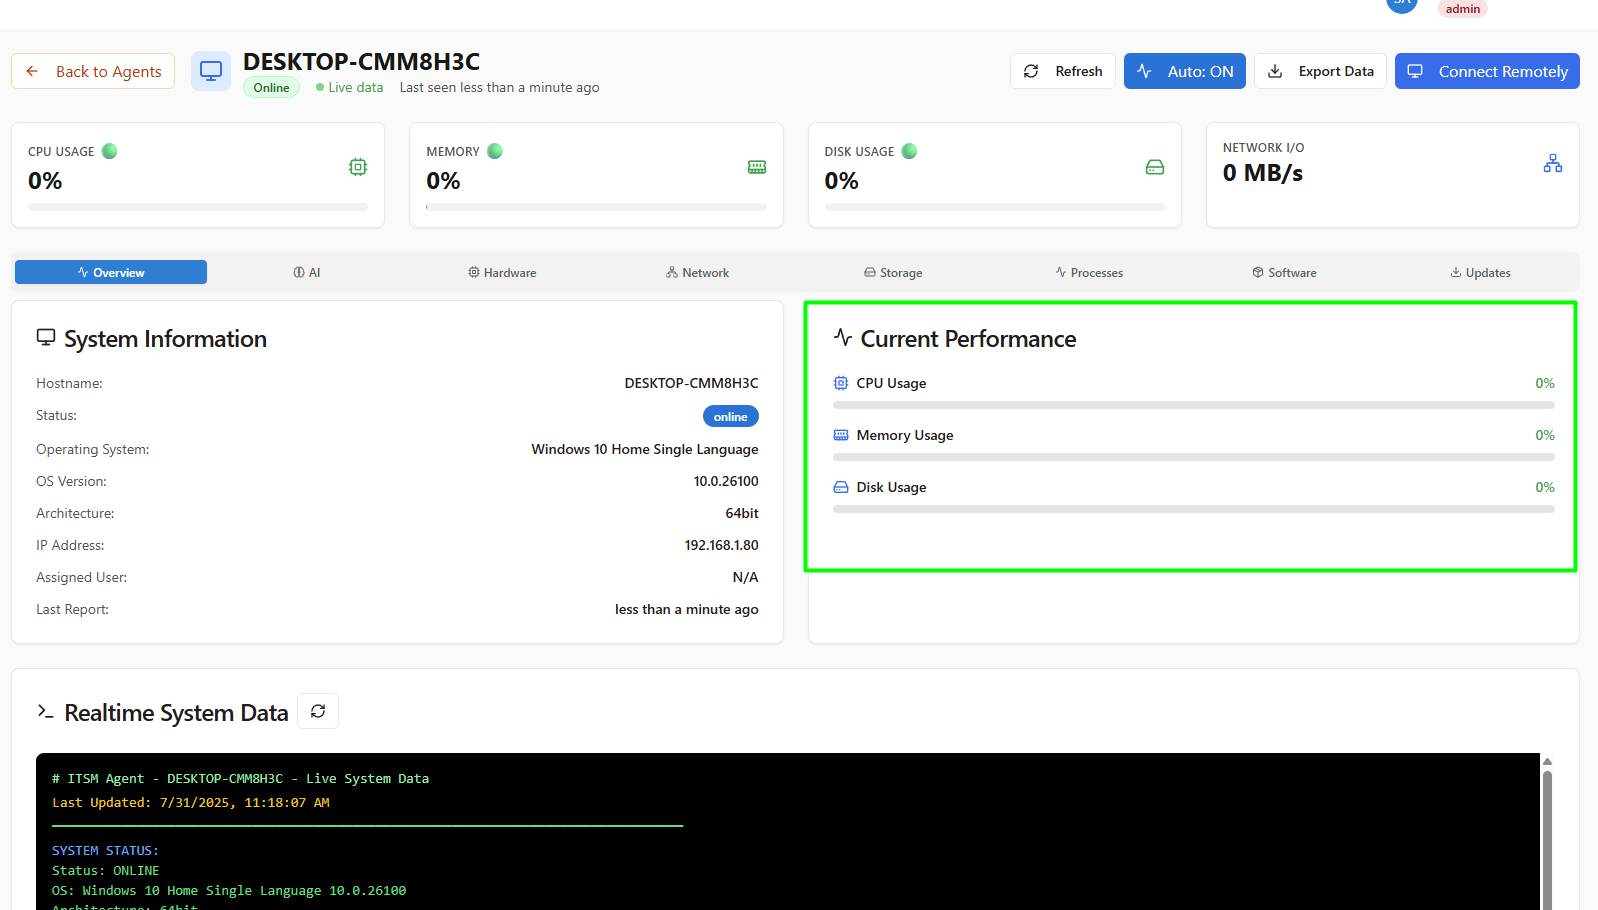 admin
Back to Agents
DESKTOP-CMM8H3C
Online Live data Last seen less than a minute ago
Refresh
Auto: ON
Export Data
Connect Remotely
CPU USAGE
0%
MEMORY
0%
DISK USAGE
0%
NETWORK I/O
0 MB/s
Overview
AI
Hardware
Network
Storage
Processes
Software
Updates
System Information
Hostname: DESKTOP-CMM8H3C
Status: online
Operating System: Windows 10 Home Single Language
OS Version: 10.0.26100
Architecture: 64bit
IP Address: 192.168.1.80
Assigned User: N/A
Last Report: less than a minute ago
Current Performance
CPU Usage 0%
Memory Usage 0%
Disk Usage 0%
Realtime System Data
# ITSM Agent - DESKTOP-CMM8H3C - Live System Data
Last Updated: 7/31/2025, 11:18:07 AM
SYSTEM STATUS:
Status: ONLINE
OS: Windows 10 Home Single Language 10.0.26100
Architecture: 64bit